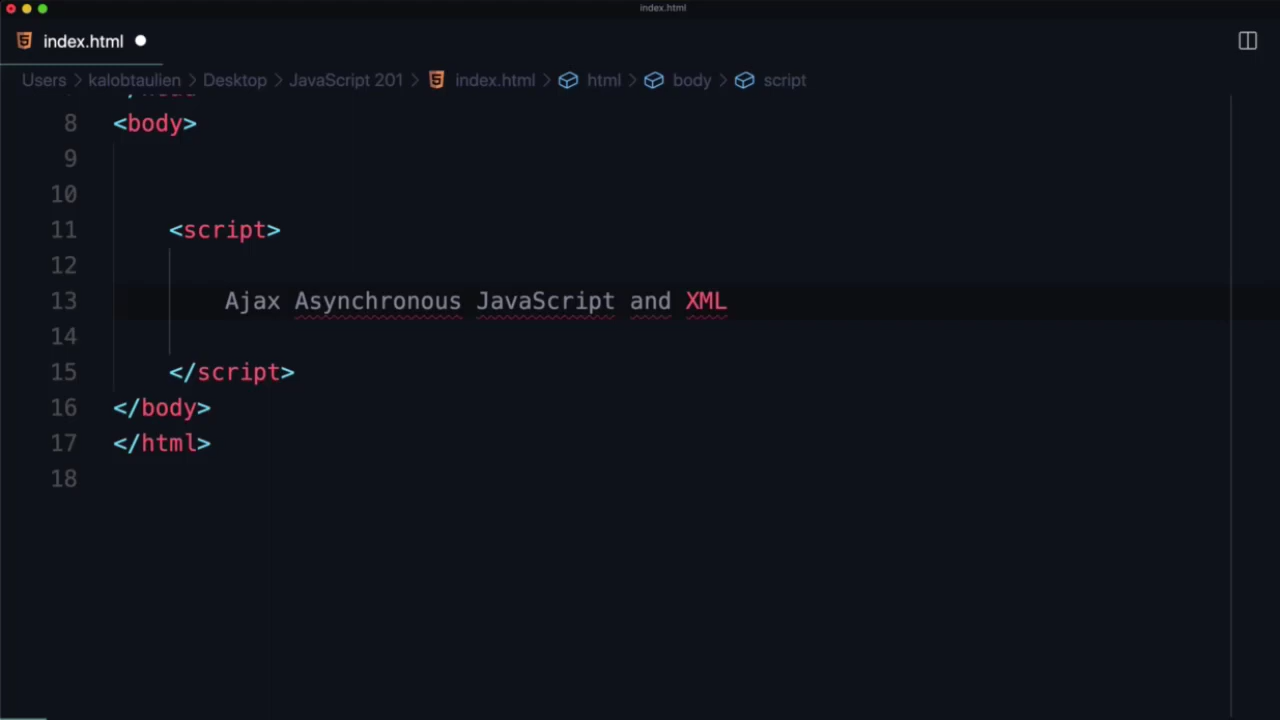 index.html
index.html
Users > kalobtaulien > Desktop > JavaScript 201 > index.html > html > body > script
8 <body>
9
10
11 <script>
12
13 Ajax Asynchronous JavaScript and XML
14
15 </script>
16 </body>
17 </html>
18